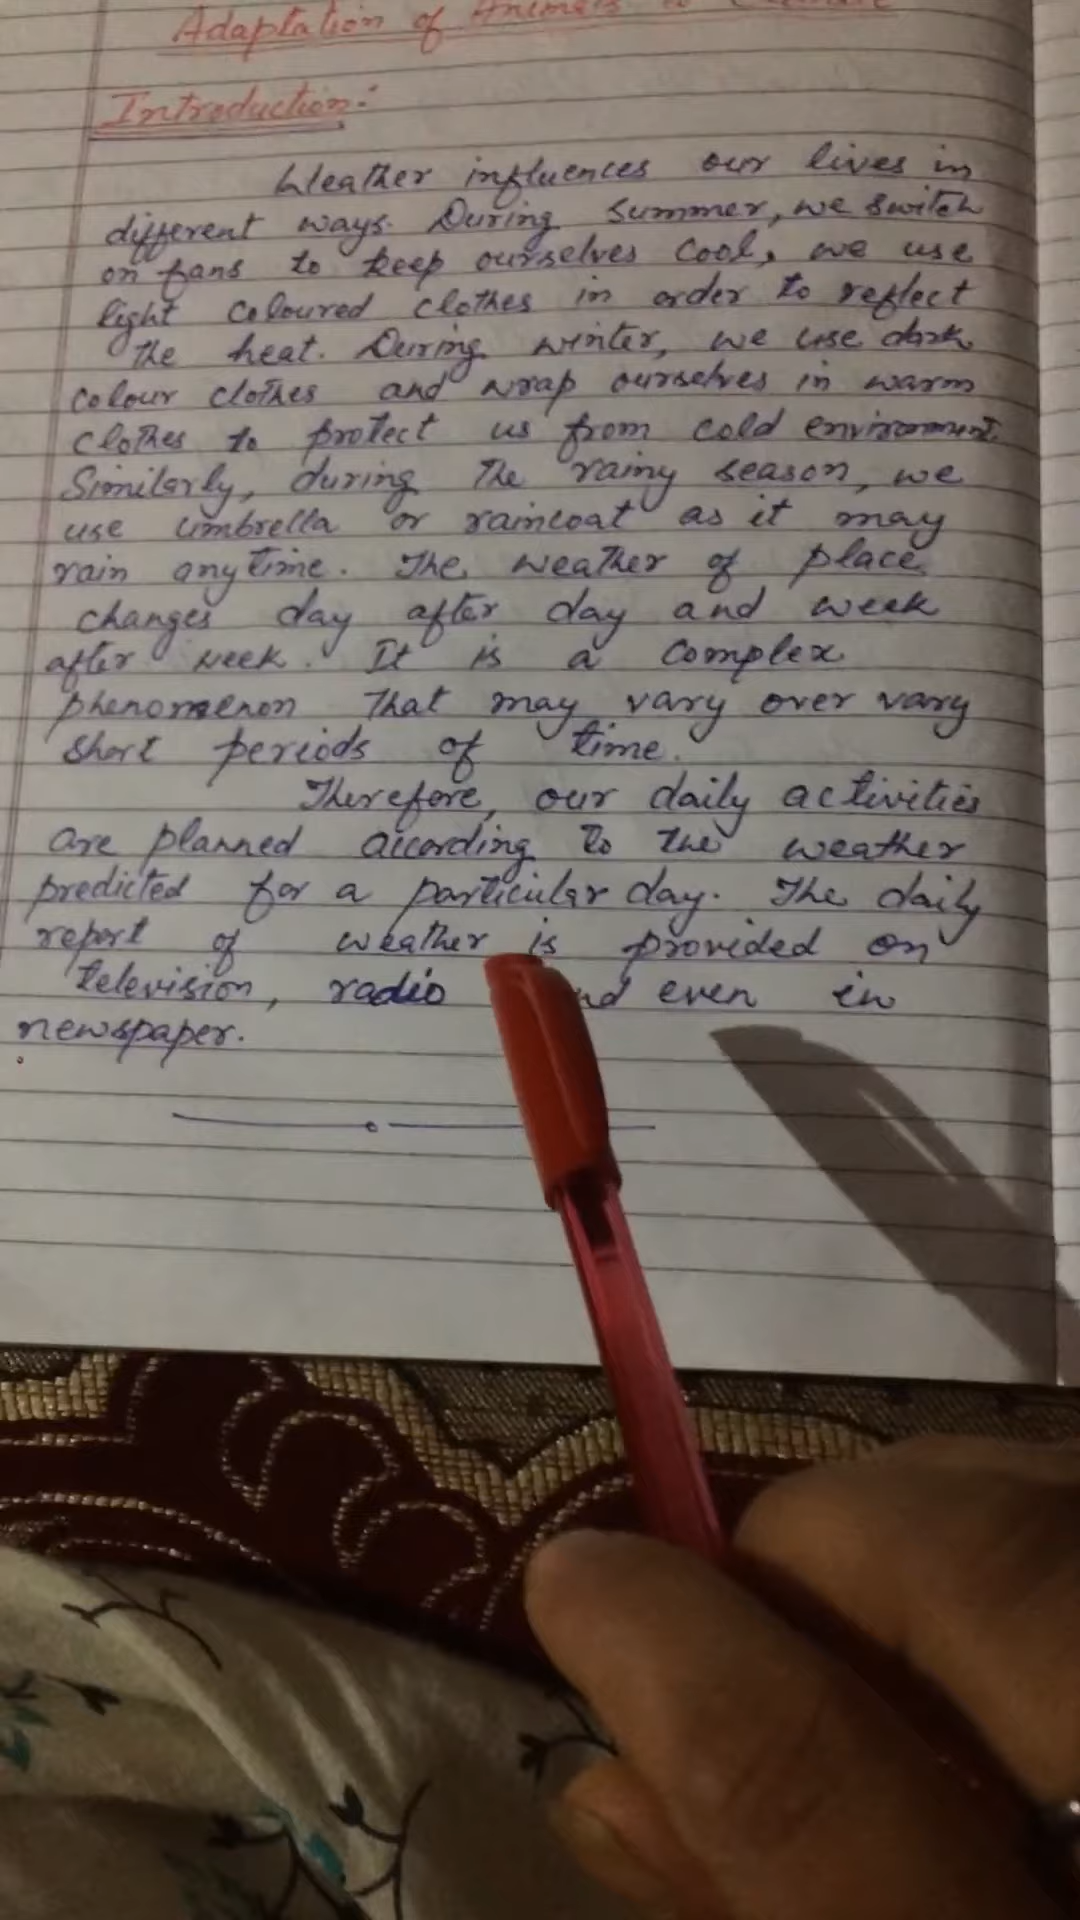 Adaptation of Animals to Climate
Introduction:
Weather influences our lives in
different ways. During summer, we switch
on fans to keep ourselves cool, we use
light coloured clothes in order to reflect
the heat. During winter, we use dark
colour clothes and wrap ourselves in warm
clothes to protect us from cold environment.
Similarly, during the rainy season, we
use umbrella or raincoat as it may
rain anytime. The weather of place
changes day after day and week
after week. It is a complex
phenomenon that may vary over vary
short periods of time.
Therefore, our daily activities
are planned according to the weather
predicted for a particular day. The daily
report of weather is provided on
television, radio nd even in
newspaper.